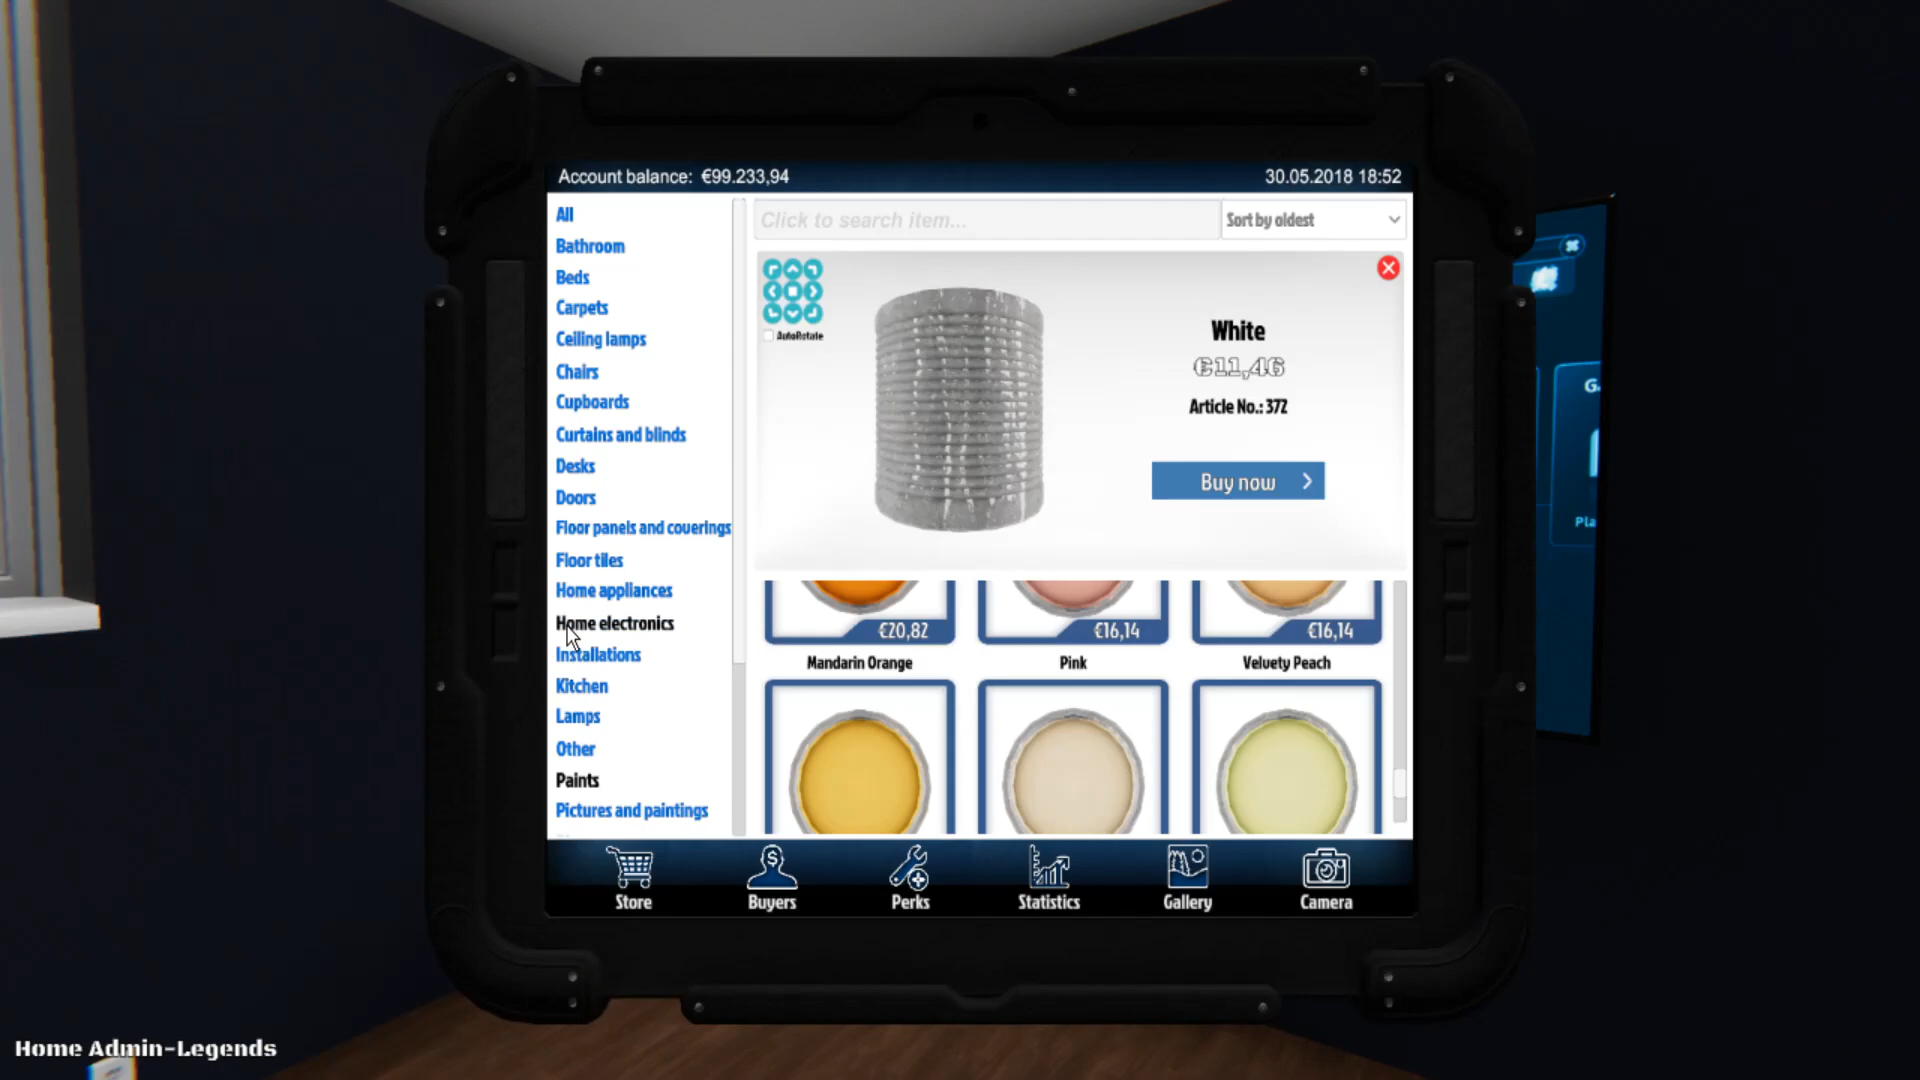 Account balance: €99.233,94
30.05.2018 18:52
All
Bathroom
Beds
Carpets
Ceiling lamps
Chairs
Cupboards
Curtains and blinds
Desks
Doors
Floor panels and coverings
Floor tiles
Home appliances
Home electronics
Installations
Kitchen
Lamps
Other
Paints
Pictures and paintings
Click to search item...
Sort by oldest
AutoRotate
White
€11,46
Article No.: 372
Buy now
€20,82
€16,14
€16,14
Mandarin Orange
Pink
Velvety Peach
Store
Buyers
Perks
Statistics
Gallery
Camera
G
Pla
Home Admin-Legends